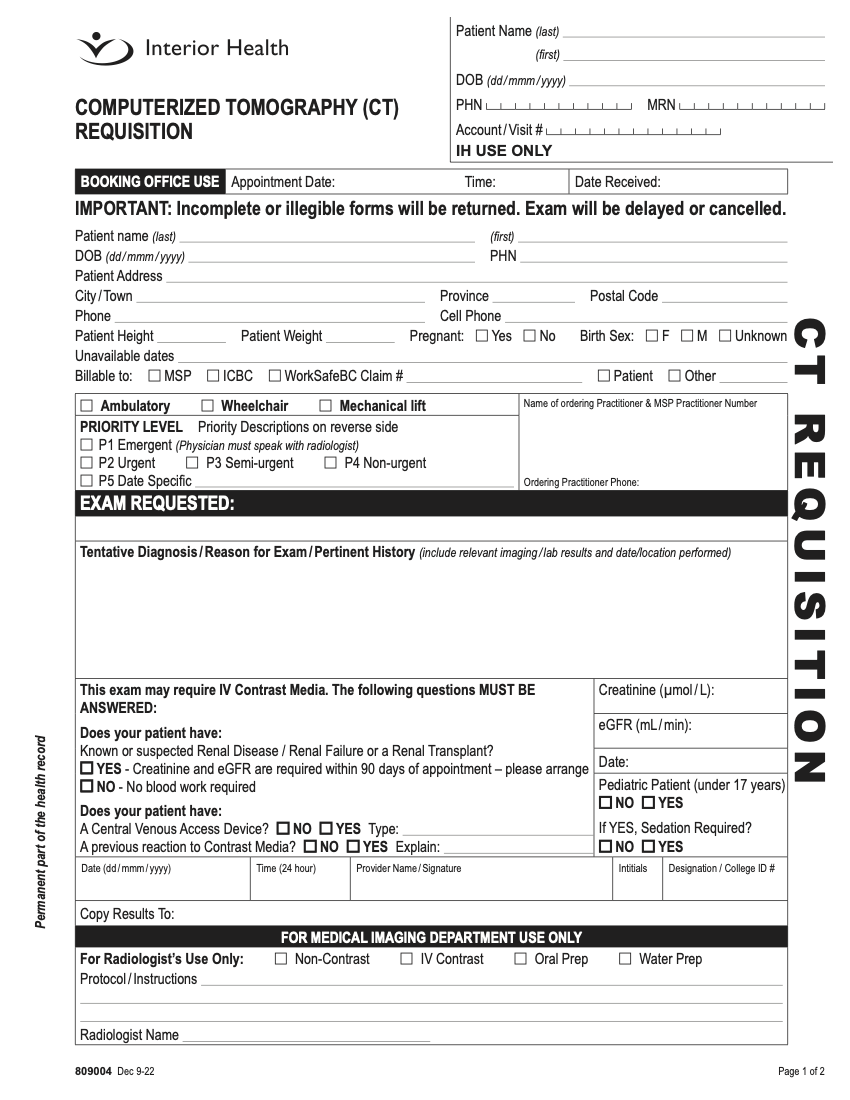 Interior Health
COMPUTERIZED TOMOGRAPHY (CT)
REQUISITION
Patient Name (last)
(first)
DOB (dd/mmm/yyyy)
PHN MRN
Account/Visit #
IH USE ONLY
BOOKING OFFICE USE Appointment Date: Time: Date Received:
IMPORTANT: Incomplete or illegible forms will be returned. Exam will be delayed or cancelled.
Patient name (last) (first)
DOB (dd/mmm/yyyy) PHN
Patient Address
City/Town Province Postal Code
Phone Cell Phone
Patient Height Patient Weight Pregnant: ☐ Yes ☐ No Birth Sex: ☐ F ☐ M ☐ Unknown
Unavailable dates
Billable to: ☐ MSP ☐ ICBC ☐ WorkSafeBC Claim # ☐ Patient ☐ Other
☐ Ambulatory ☐ Wheelchair ☐ Mechanical lift
PRIORITY LEVEL Priority Descriptions on reverse side
☐ P1 Emergent (Physician must speak with radiologist)
☐ P2 Urgent ☐ P3 Semi-urgent ☐ P4 Non-urgent
☐ P5 Date Specific
Name of ordering Practitioner & MSP Practitioner Number
Ordering Practitioner Phone:
EXAM REQUESTED:
Tentative Diagnosis/Reason for Exam/Pertinent History (include relevant imaging/lab results and date/location performed)
This exam may require IV Contrast Media. The following questions MUST BE
ANSWERED:
Does your patient have:
Known or suspected Renal Disease / Renal Failure or a Renal Transplant?
☐ YES - Creatinine and eGFR are required within 90 days of appointment – please arrange
☐ NO - No blood work required
Does your patient have:
A Central Venous Access Device? ☐ NO ☐ YES Type:
A previous reaction to Contrast Media? ☐ NO ☐ YES Explain:
Creatinine (µmol/L):
eGFR (mL/min):
Date:
Pediatric Patient (under 17 years)
☐ NO ☐ YES
If YES, Sedation Required?
☐ NO ☐ YES
Date (dd/mmm/yyyy) Time (24 hour) Provider Name/Signature Intitials Designation / College ID #
Copy Results To:
FOR MEDICAL IMAGING DEPARTMENT USE ONLY
For Radiologist's Use Only: ☐ Non-Contrast ☐ IV Contrast ☐ Oral Prep ☐ Water Prep
Protocol/Instructions
Radiologist Name
809004 Dec 9-22 Page 1 of 2
CT REQUISITION
Permanent part of the health record